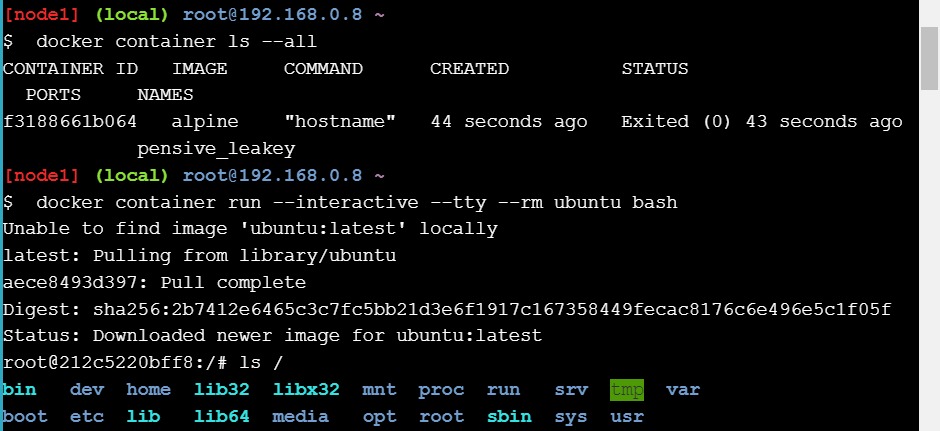 [node1] (local) root@192.168.0.8 ~
$  docker container ls --all
CONTAINER ID   IMAGE     COMMAND      CREATED          STATUS
  PORTS     NAMES
f3188661b064   alpine    "hostname"   44 seconds ago   Exited (0) 43 seconds ago
            pensive_leakey
[node1] (local) root@192.168.0.8 ~
$  docker container run --interactive --tty --rm ubuntu bash
Unable to find image 'ubuntu:latest' locally
latest: Pulling from library/ubuntu
aece8493d397: Pull complete
Digest: sha256:2b7412e6465c3c7fc5bb21d3e6f1917c167358449fecac8176c6e496e5c1f05f
Status: Downloaded newer image for ubuntu:latest
root@212c5220bff8:/# ls /
bin   dev  home  lib32  libx32  mnt  proc  run   srv  tmp  var
boot  etc  lib   lib64  media   opt  root  sbin  sys  usr